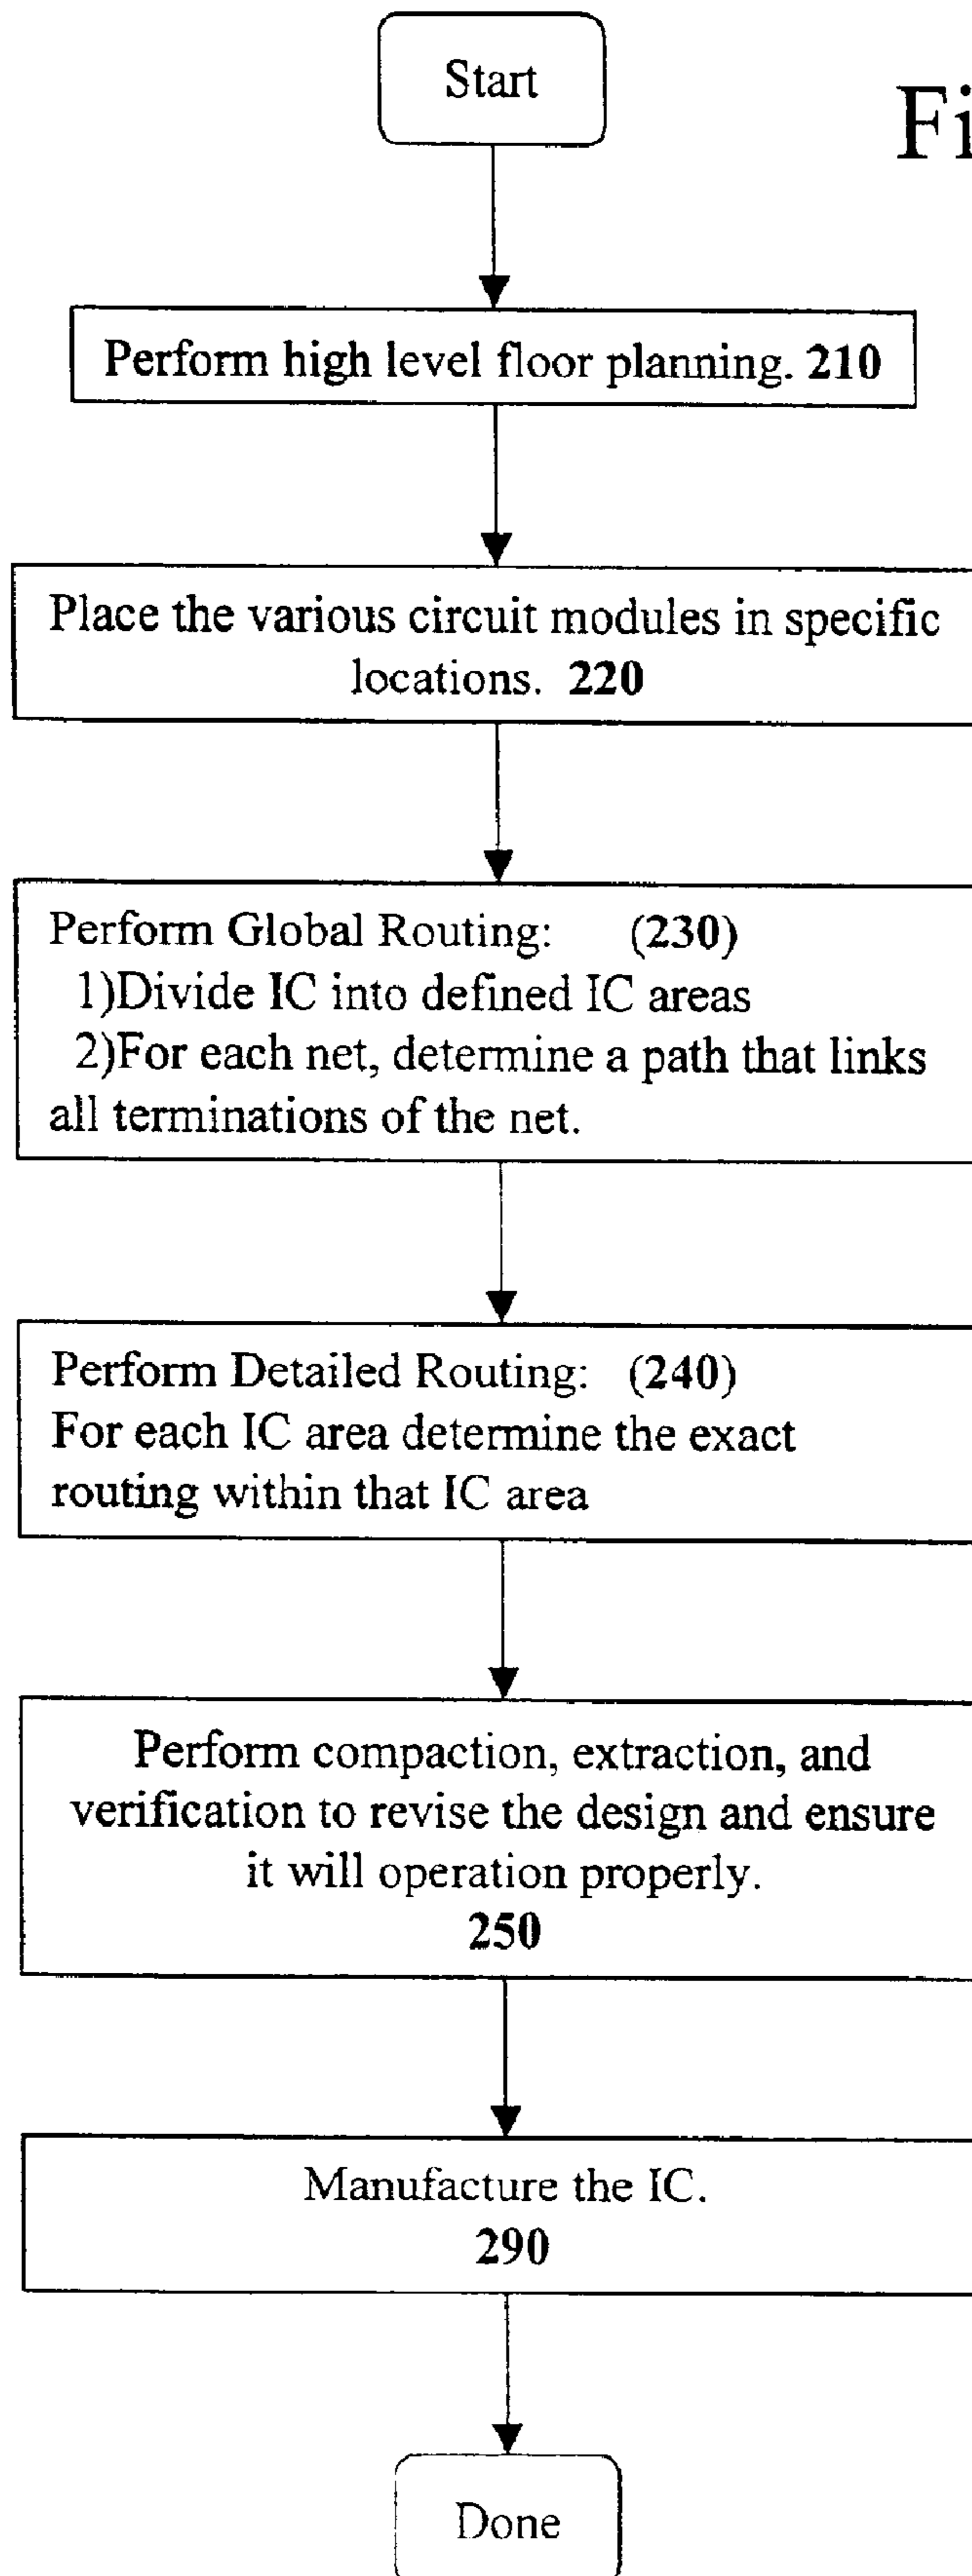 Start
Fi
Perform high level floor planning. 210
Place the various circuit modules in specific
locations. 220
Perform Global Routing: (230)
1)Divide IC into defined IC areas
2)For each net, determine a path that links
all terminations of the net.
Perform Detailed Routing: (240)
For each IC area determine the exact
routing within that IC area
Perform compaction, extraction, and
verification to revise the design and ensure
it will operation properly.
250
Manufacture the IC.
290
Done